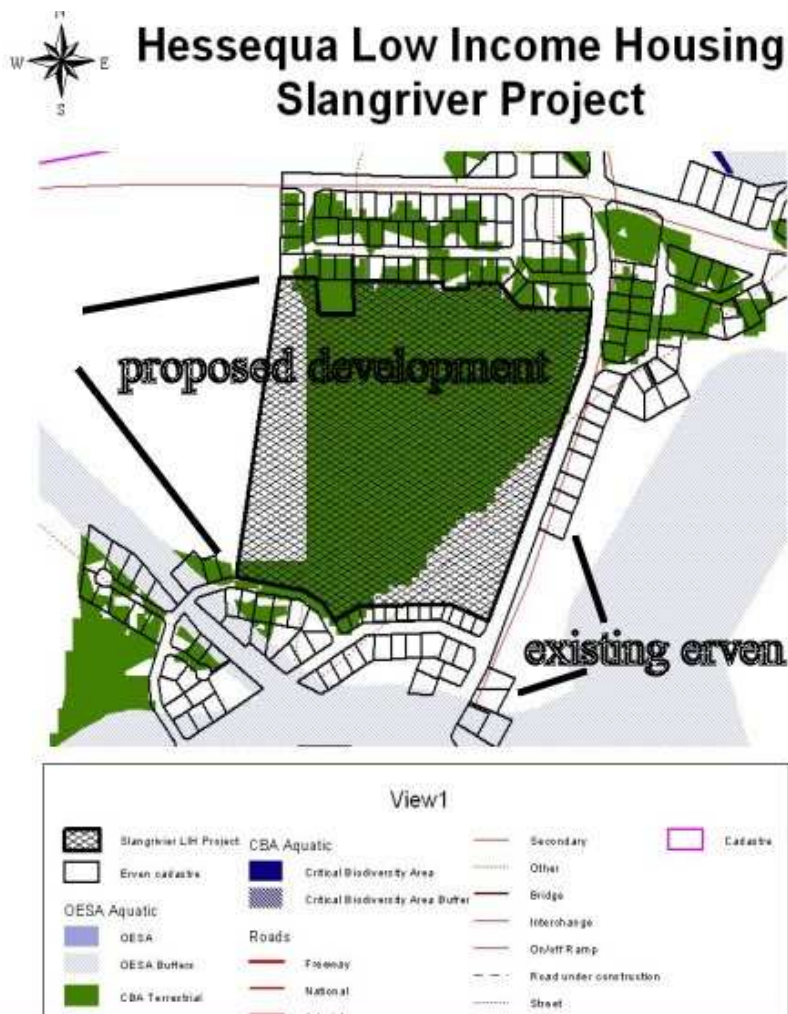 N
W E
S
Hessequa Low Income Housing
Slangriver Project
proposed development
existing erven
View1
Slangrivier LIH Project
Erven cadastre
OESA Aquatic
OESA
OESA Buffers
CBA Terrestrial
CBA Aquatic
Critical Biodiversity Area
Critical Biodiversity Area Buffer
Roads
Freeway
National
Secondary
Other
Bridge
Interchange
On/off Ramp
Road under construction
Street
Cadastre